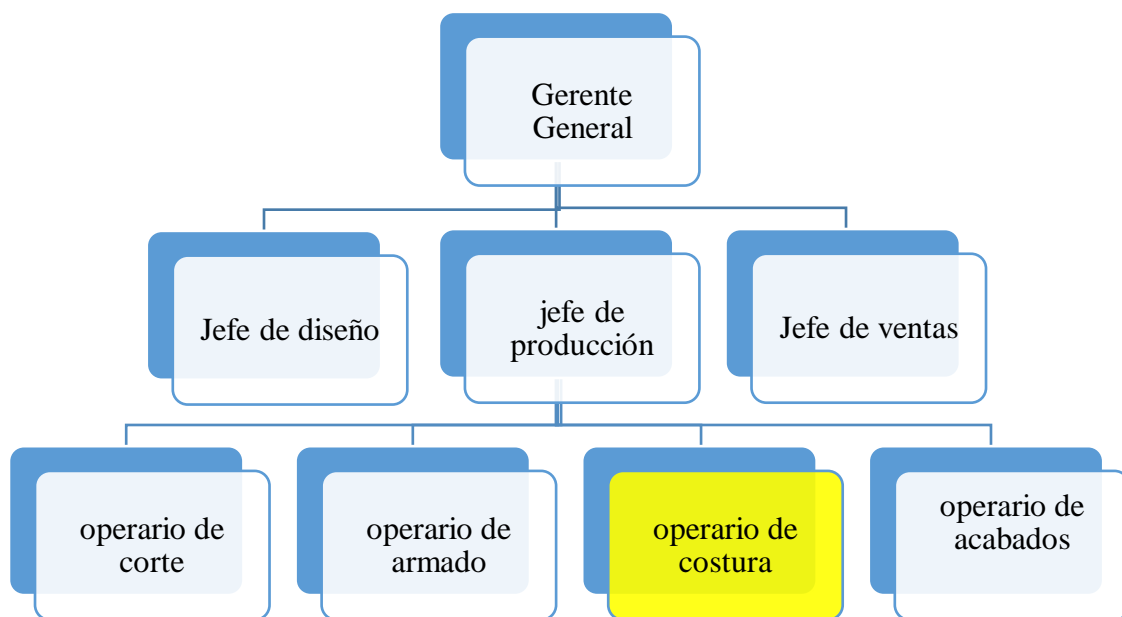 Gerente
General
Jefe de diseño
jefe de
producción
Jefe de ventas
operario de
corte
operario de
armado
operario de
costura
operario de
acabados